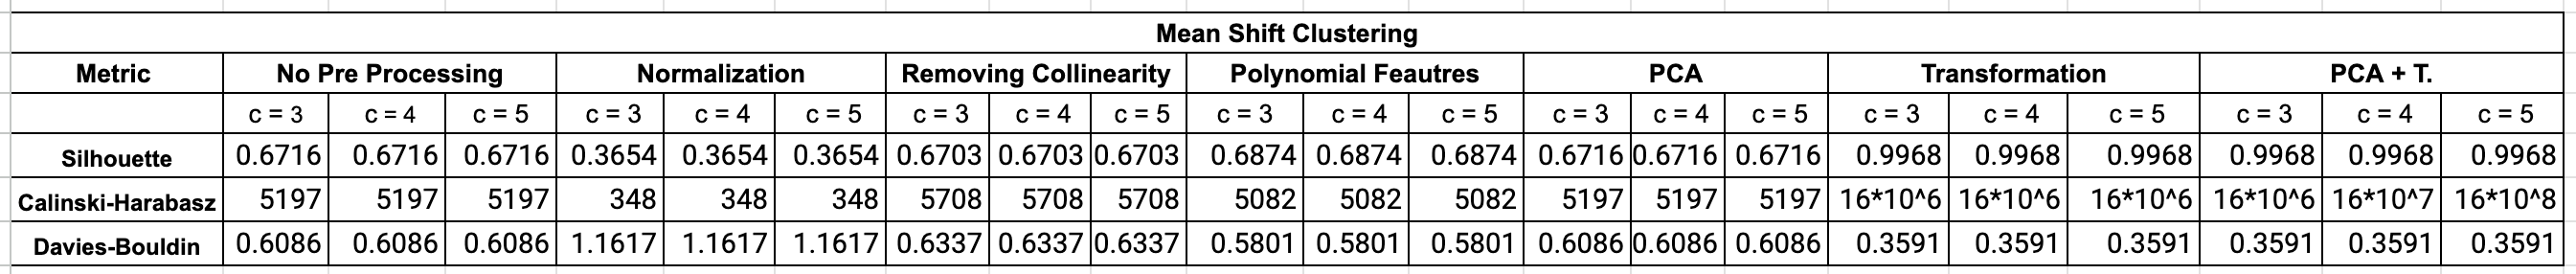 Mean Shift Clustering
Metric No Pre Processing Normalization Removing Collinearity Polynomial Feautres PCA Transformation PCA + T.
c = 3 c = 4 c = 5 c = 3 c = 4 c = 5 c = 3 c = 4 c = 5 c = 3 c = 4 c = 5 c = 3 c = 4 c = 5 c = 3 c = 4 c = 5 c = 3 c = 4 c = 5
Silhouette 0.6716 0.6716 0.6716 0.3654 0.3654 0.3654 0.6703 0.6703 0.6703 0.6874 0.6874 0.6874 0.6716 0.6716 0.6716 0.9968 0.9968 0.9968 0.9968 0.9968 0.9968
Calinski-Harabasz 5197 5197 5197 348 348 348 5708 5708 5708 5082 5082 5082 5197 5197 5197 16*10^6 16*10^6 16*10^6 16*10^6 16*10^7 16*10^8
Davies-Bouldin 0.6086 0.6086 0.6086 1.1617 1.1617 1.1617 0.6337 0.6337 0.6337 0.5801 0.5801 0.5801 0.6086 0.6086 0.6086 0.3591 0.3591 0.3591 0.3591 0.3591 0.3591